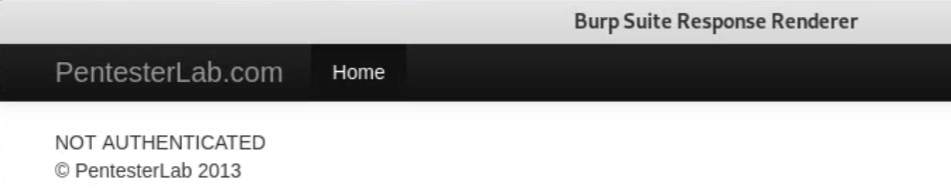 Burp Suite Response Renderer
PentesterLab.com Home
NOT AUTHENTICATED
© PentesterLab 2013